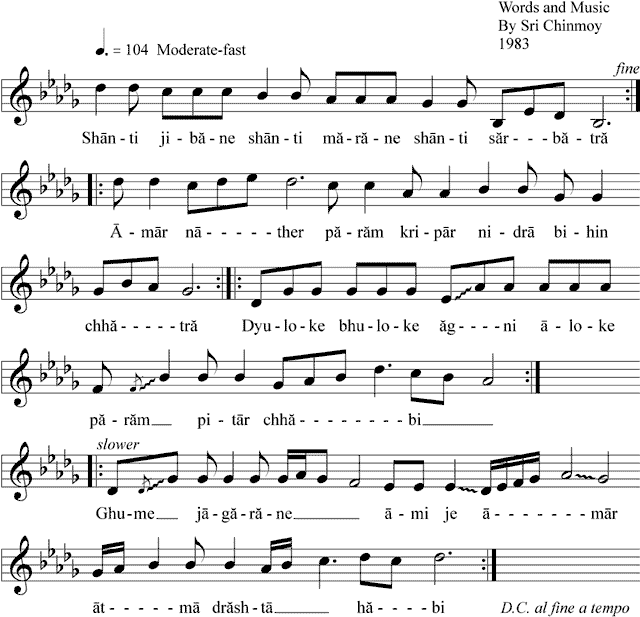 Words and Music
By Sri Chinmoy
1983
= 104 Moderate-fast
fine
Shān-ti ji-bă-ne shān-ti mă-ră-ne shān-ti săr---bă-tră
Ā-mār nā-----ther pă-răm kri-pār ni-dră bi-hin
chhă-----tră Dyu-lo-ke bhu-lo-ke ăg---ni ā-lo-ke
pă-răm pi-tār chhă---------bi
slower
Ghu-me jā-gă-ră-ne ā-mi je ā-------mār
āt-----mā drăsh-tā hă----bi D.C. al fine a tempo